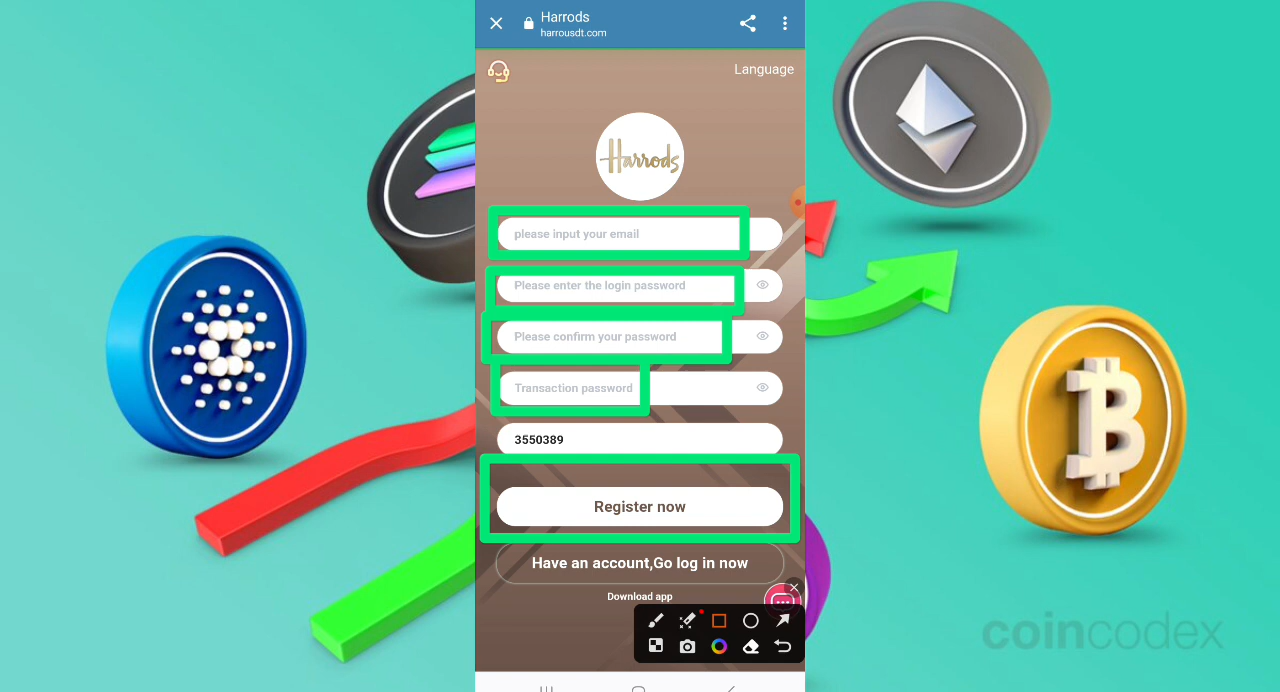 Harrods
harrousdt.com
Language
Harrods
please input your email
Please enter the login password
Please confirm your password
Transaction password
3550389
Register now
Have an account,Go log in now
Download app
coincodex